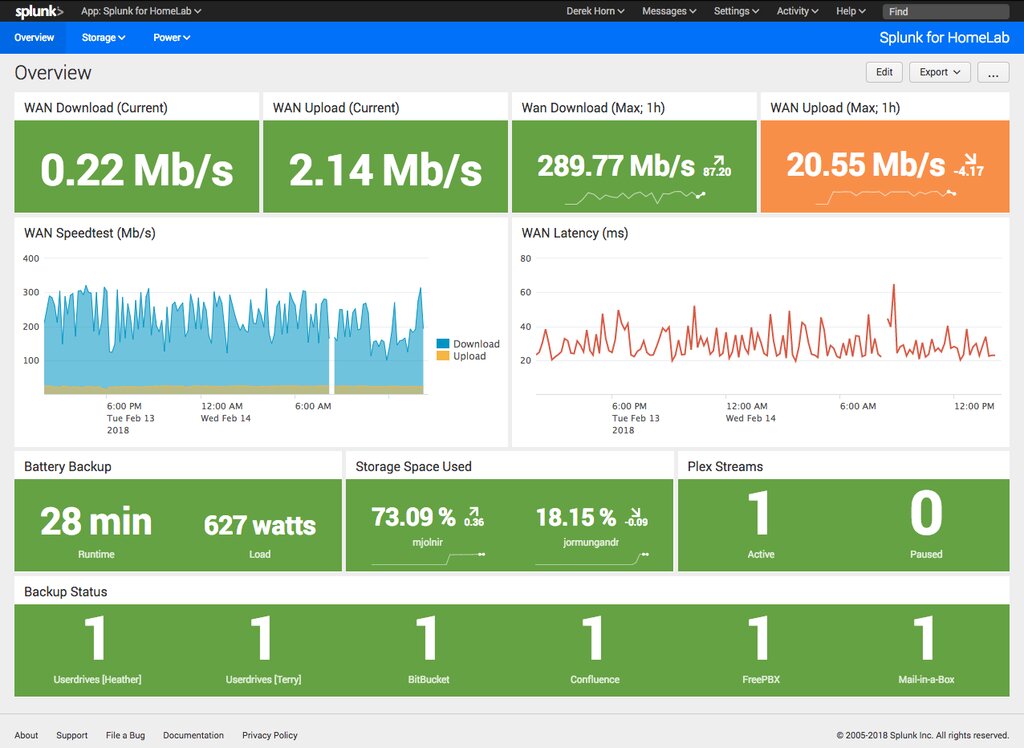 splunk> App: Splunk for HomeLab Derek Horn Messages Settings Activity Help Find
Overview Storage Power Splunk for HomeLab
Overview Edit Export ...
WAN Download (Current) WAN Upload (Current) Wan Download (Max; 1h) WAN Upload (Max; 1h)
0.22 Mb/s 2.14 Mb/s 289.77 Mb/s 87.20 20.55 Mb/s -4.17
WAN Speedtest (Mb/s)
400
300
200
100
Download
Upload
6:00 PM 12:00 AM 6:00 AM
Tue Feb 13 Wed Feb 14
2018
WAN Latency (ms)
80
60
40
20
6:00 PM 12:00 AM 6:00 AM 12:00 PM
Tue Feb 13 Wed Feb 14
2018
Battery Backup
28 min 627 watts
Runtime Load
Storage Space Used
73.09 % 0.36 18.15 % -0.09
mjolnir jormungandr
Plex Streams
1 0
Active Paused
Backup Status
1 1 1 1 1 1
Userdrives [Heather] Userdrives [Terry] BitBucket Confluence FreePBX Mail-in-a-Box
About Support File a Bug Documentation Privacy Policy © 2005-2018 Splunk Inc. All rights reserved.